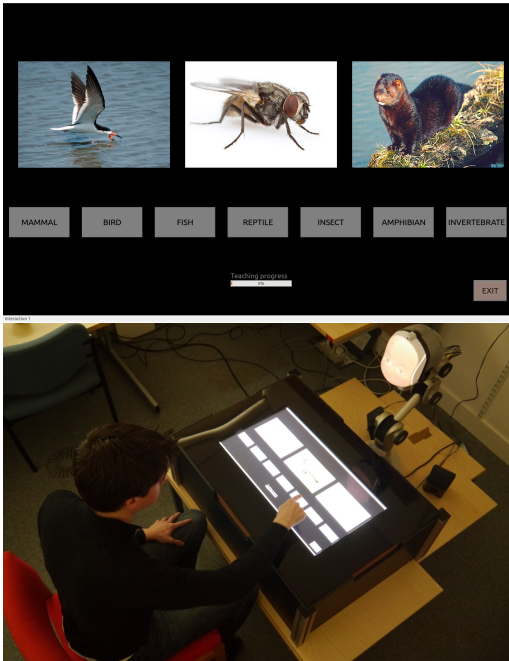 MAMMAL
BIRD
FISH
REPTILE
INSECT
AMPHIBIAN
INVERTEBRATE
Teaching progress
0%
EXIT
Interaction 1